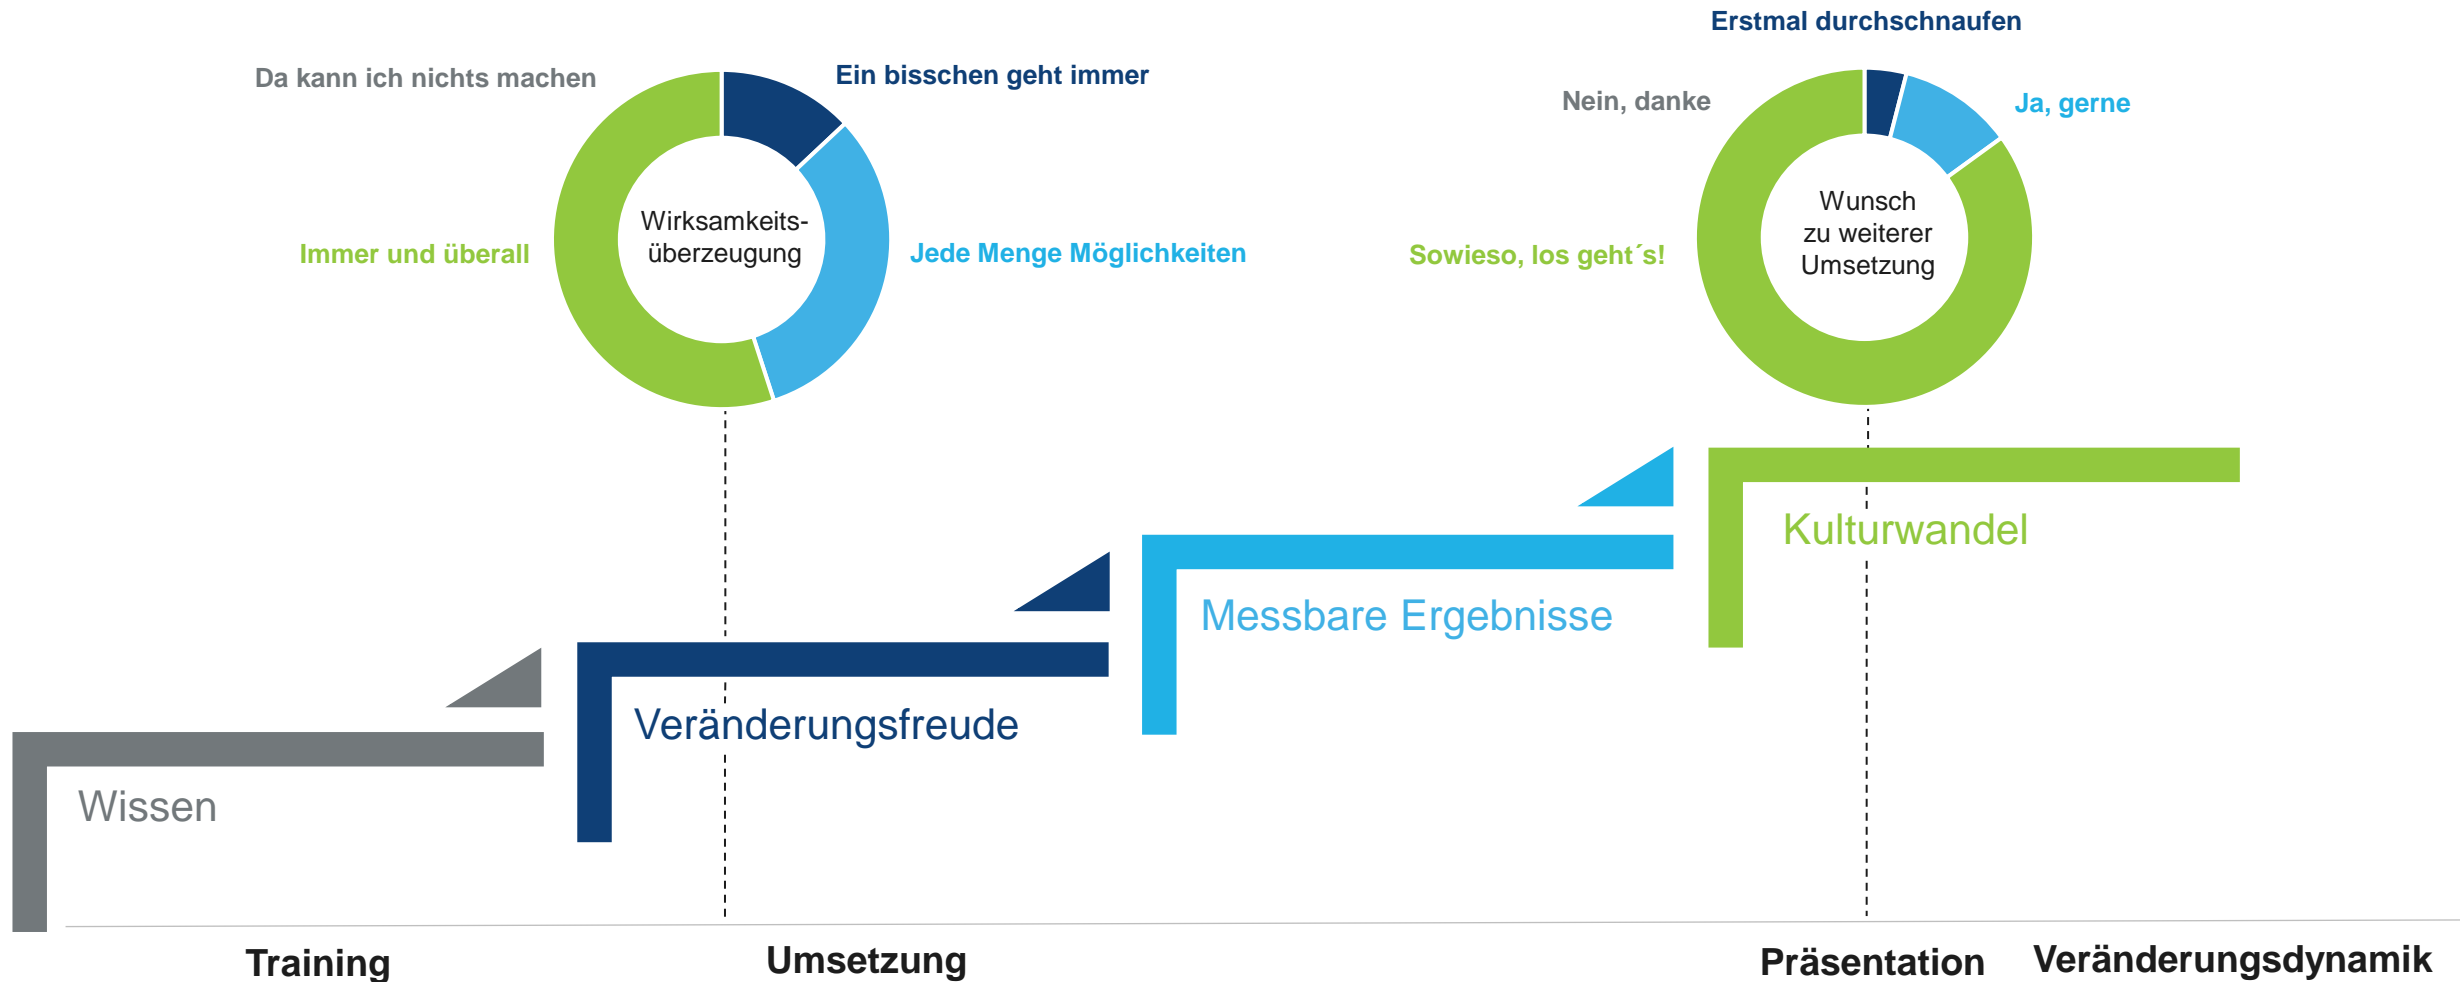 Erstmal durchschnaufen
Da kann ich nichts machen
Ein bisschen geht immer
Nein, danke
Ja, gerne
Wirksamkeits-
überzeugung
Immer und überall
Jede Menge Möglichkeiten
Wunsch
zu weiterer
Umsetzung
Sowieso, los geht´s!
Kulturwandel
Messbare Ergebnisse
Veränderungsfreude
Wissen
Training
Umsetzung
Präsentation
Veränderungsdynamik